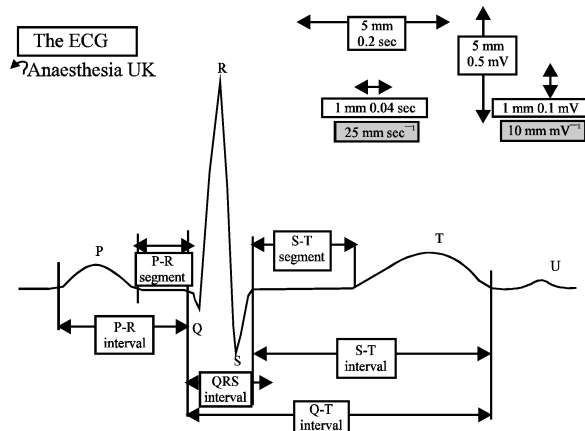 The ECG
Anaesthesia UK
5 mm
0.2 sec
5 mm
0.5 mV
1 mm 0.04 sec
25 mm sec⁻¹
1 mm 0.1 mV
10 mm mV⁻¹
R
P
P-R
segment
S-T
segment
T
U
Q
P-R
interval
S
S-T
interval
QRS
interval
Q-T
interval